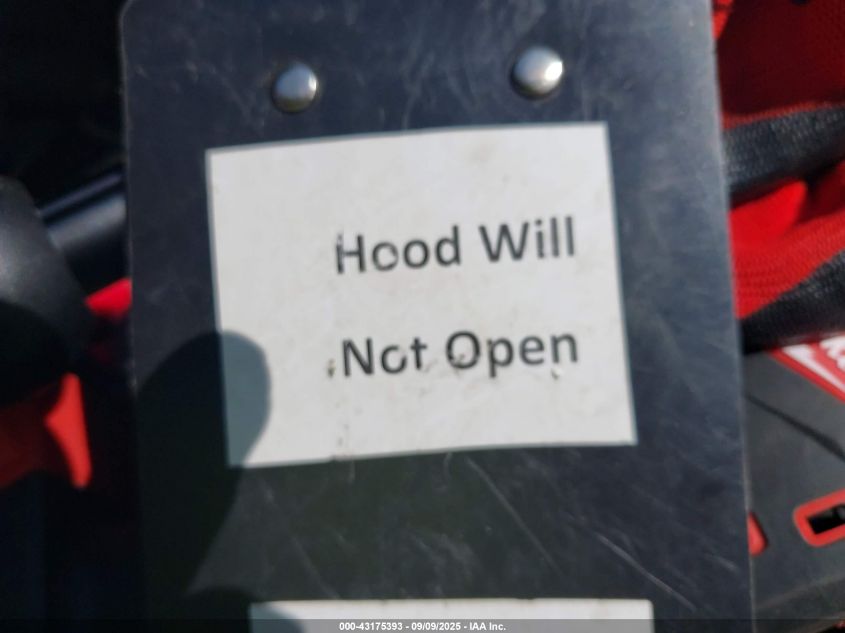 Hood Will
Not Open
000-43175393 - 09/09/2025 - IAA Inc.